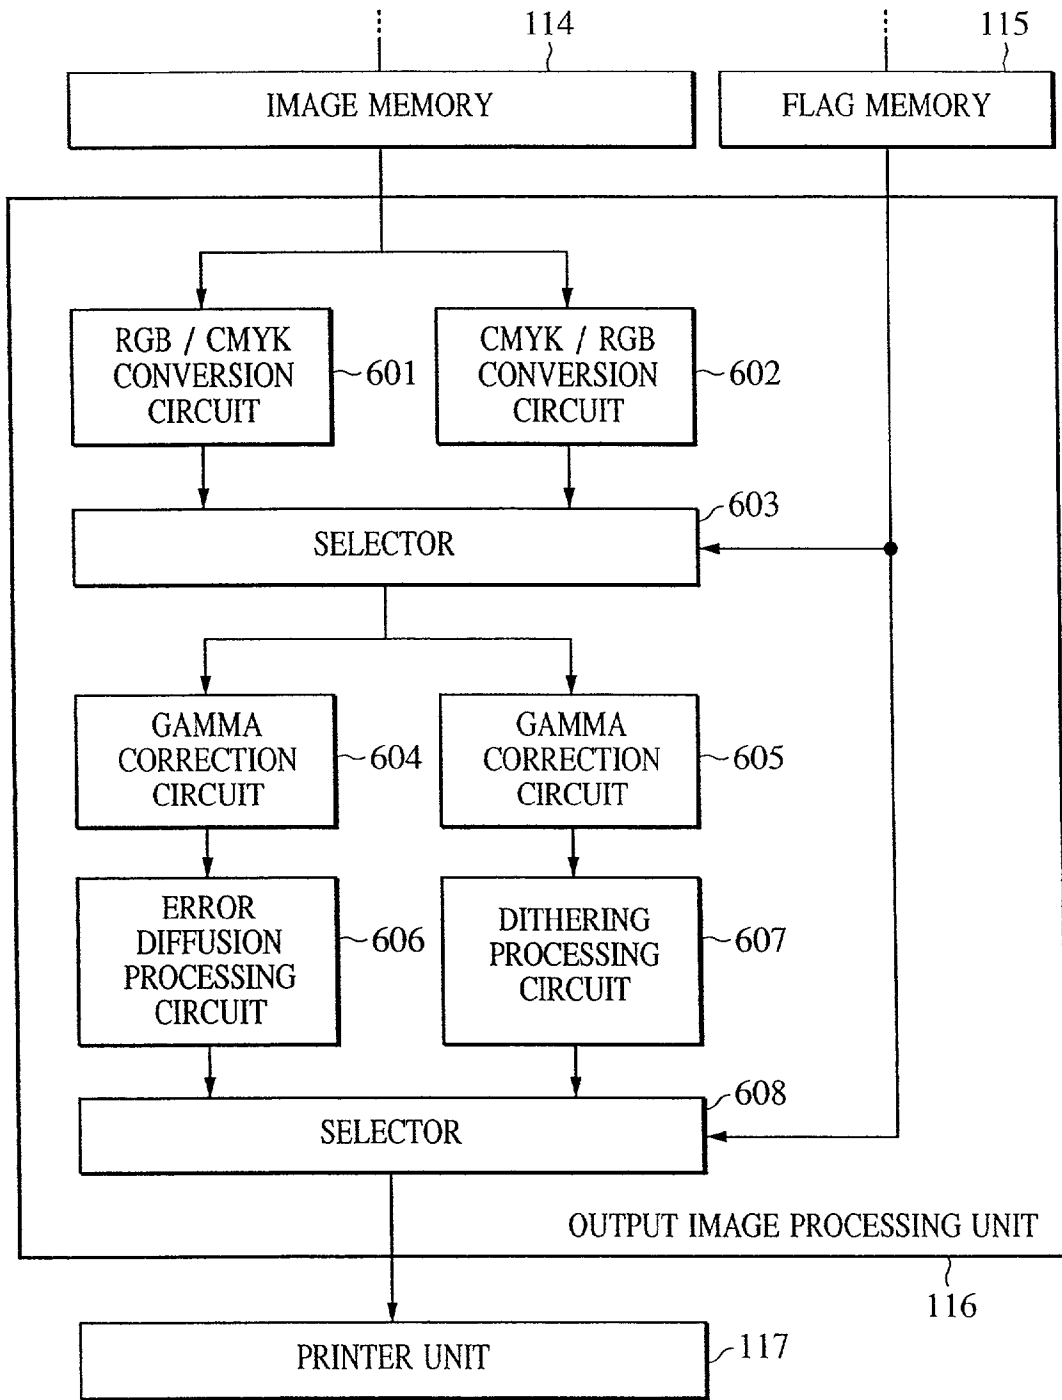 114
115
IMAGE MEMORY
FLAG MEMORY
RGB / CMYK
CONVERSION
CIRCUIT
601
CMYK / RGB
CONVERSION
CIRCUIT
602
603
SELECTOR
GAMMA
CORRECTION
CIRCUIT
604
GAMMA
CORRECTION
CIRCUIT
605
ERROR
DIFFUSION
PROCESSING
CIRCUIT
606
DITHERING
PROCESSING
CIRCUIT
607
608
SELECTOR
OUTPUT IMAGE PROCESSING UNIT
116
PRINTER UNIT
117